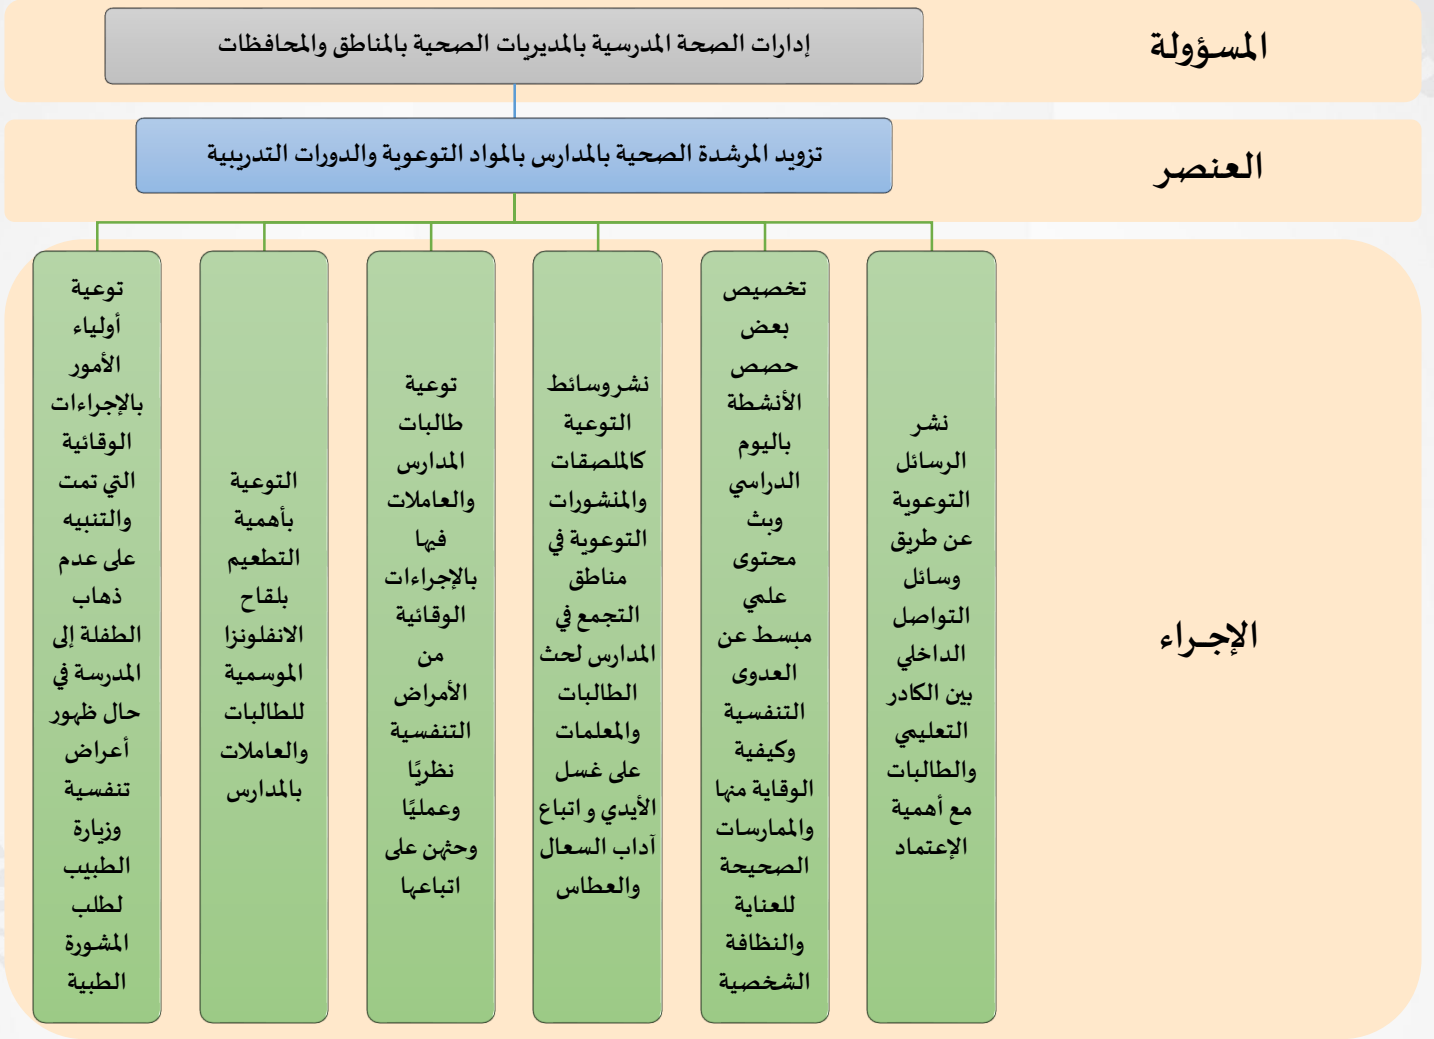 المسؤولة
إدارات الصحة المدرسية بالمديريات الصحية بالمناطق والمحافظات
العنصر
تزويد المرشدة الصحية بالمدارس بالمواد التوعوية والدورات التدريبية
الإجراء
نشر
الرسائل
التوعوية
عن طريق
وسائل
التواصل
الداخلي
بين الكادر
التعليمي
والطالبات
مع أهمية
الإعتماد
تخصيص
بعض
حصص
الأنشطة
باليوم
الدراسي
وبث
محتوى
علمي
مبسط عن
العدوى
التنفسية
وكيفية
الوقاية منها
والممارسات
الصحيحة
للعناية
والنظافة
الشخصية
نشر وسائط
التوعية
كالملصقات
والمنشورات
التوعوية في
مناطق
التجمع في
المدارس لحث
الطالبات
والمعلمات
على غسل
الأيدي و اتباع
آداب السعال
والعطاس
توعية
طالبات
المدارس
والعاملات
فيها
بالإجراءات
الوقائية
من
الأمراض
التنفسية
نظريًا
وعمليًا
وحثهن على
اتباعها
التوعية
بأهمية
التطعيم
بلقاح
الانفلونزا
الموسمية
للطالبات
والعاملات
بالمدارس
توعية
أولياء
الأمور
بالإجراءات
الوقائية
التي تمت
والتنبيه
على عدم
ذهاب
الطفلة إلى
المدرسة في
حال ظهور
أعراض
تنفسية
وزيارة
الطبيب
لطلب
المشورة
الطبية